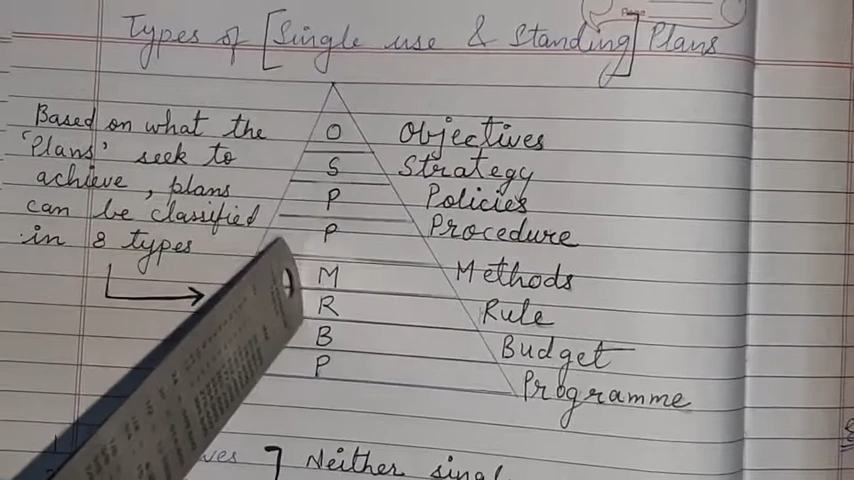 Types of [Single use & Standing] Plans
Based on what the
'Plans' seek to
achieve, plans
can be classified
in 8 types
O Objectives
S Strategy
P Policies
P Procedure
M Methods
R Rule
B Budget
P Programme
Neither